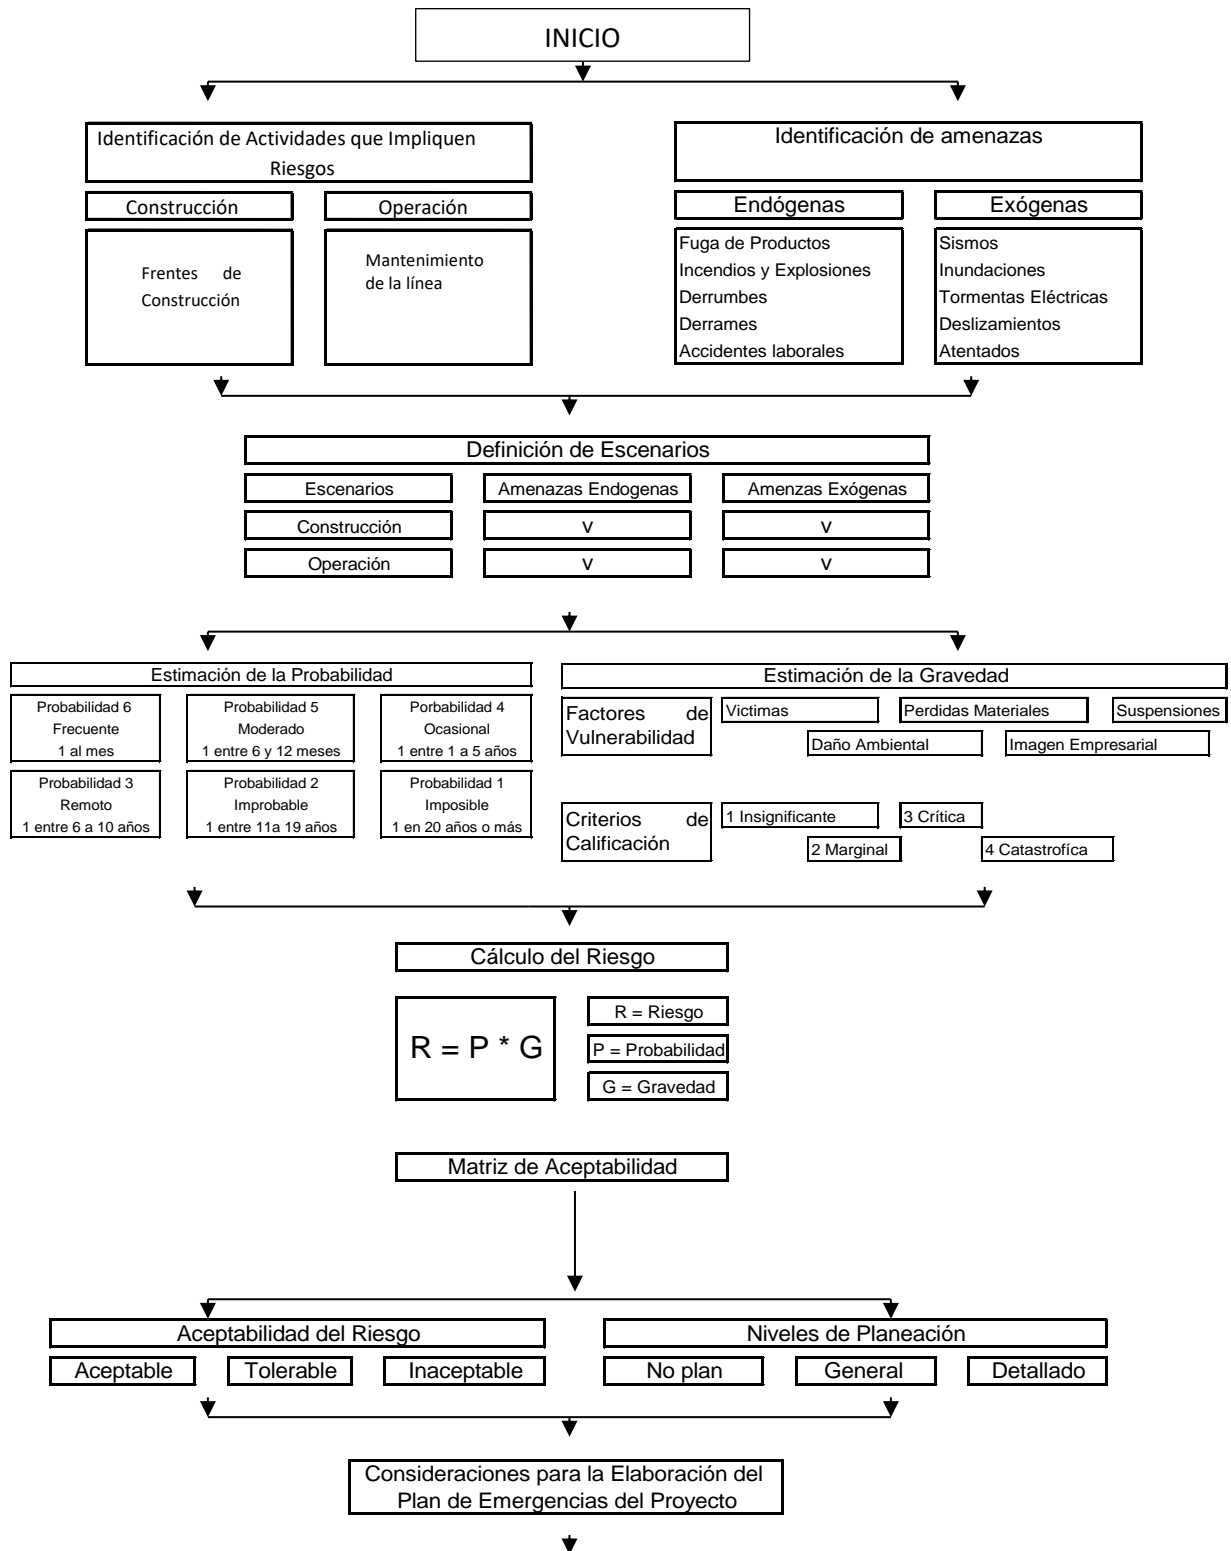 INICIO
Identificación de Actividades que Impliquen
Riesgos
Construcción
Operación
Frentes de
Construcción
Mantenimiento
de la línea
Identificación de amenazas
Endógenas
Exógenas
Fuga de Productos
Incendios y Explosiones
Derrumbes
Derrames
Accidentes laborales
Sismos
Inundaciones
Tormentas Eléctricas
Deslizamientos
Atentados
Definición de Escenarios
Escenarios
Amenazas Endogenas
Amenzas Exógenas
Construcción
v
v
Operación
v
v
Estimación de la Probabilidad
Probabilidad 6
Frecuente
1 al mes
Probabilidad 5
Moderado
1 entre 6 y 12 meses
Porbabilidad 4
Ocasional
1 entre 1 a 5 años
Probabilidad 3
Remoto
1 entre 6 a 10 años
Probabilidad 2
Improbable
1 entre 11a 19 años
Probabilidad 1
Imposible
1 en 20 años o más
Estimación de la Gravedad
Factores de
Vulnerabilidad
Victimas
Perdidas Materiales
Suspensiones
Daño Ambiental
Imagen Empresarial
Criterios de
Calificación
1 Insignificante
3 Crítica
2 Marginal
4 Catastrofíca
Cálculo del Riesgo
R = P * G
R = Riesgo
P = Probabilidad
G = Gravedad
Matriz de Aceptabilidad
Aceptabilidad del Riesgo
Aceptable
Tolerable
Inaceptable
Niveles de Planeación
No plan
General
Detallado
Consideraciones para la Elaboración del
Plan de Emergencias del Proyecto